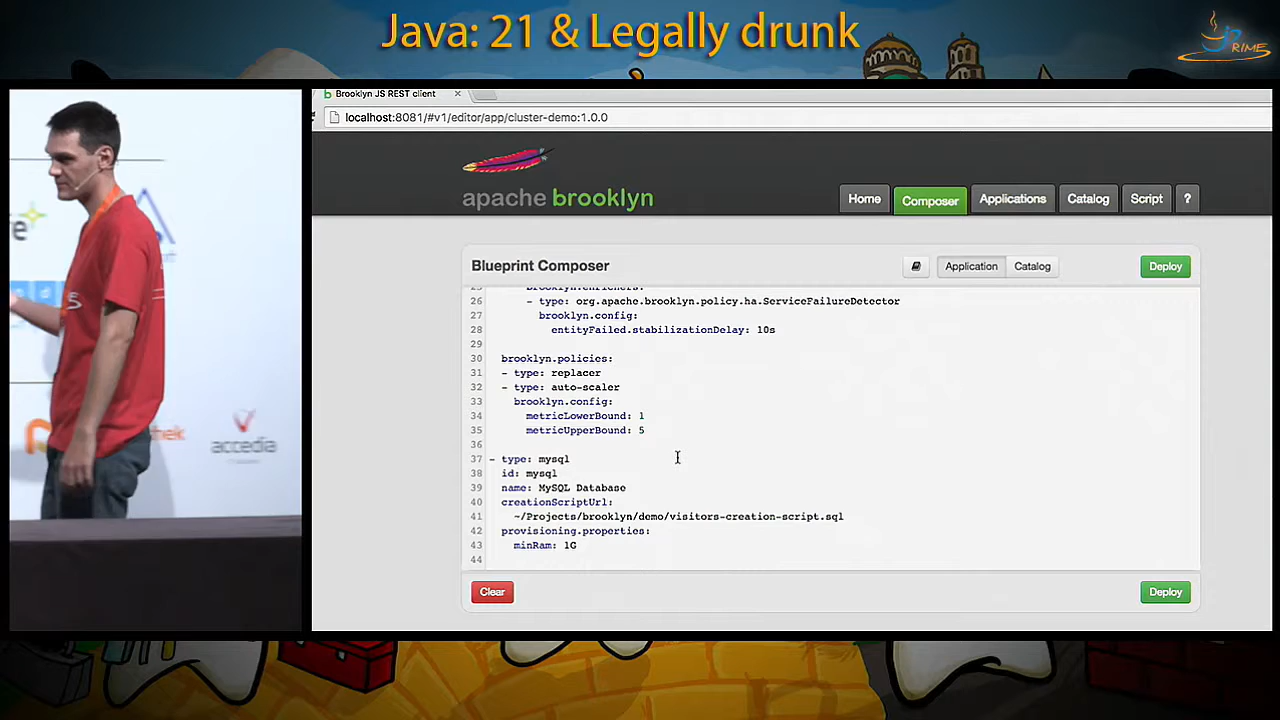 Java: 21 & Legally drunk
JPRIME
Brooklyn JS REST client
localhost:8081/#v1/editor/app/cluster-demo:1.0.0
apache brooklyn
Home
Composer
Applications
Catalog
Script
?
Blueprint Composer
Application
Catalog
Deploy
25 brooklyn.enrichers:
26 - type: org.apache.brooklyn.policy.ha.ServiceFailureDetector
27 brooklyn.config:
28 entityFailed.stabilizationDelay: 10s
29
30 brooklyn.policies:
31 - type: replacer
32 - type: auto-scaler
33 brooklyn.config:
34 metricLowerBound: 1
35 metricUpperBound: 5
36
37 - type: mysql
38 id: mysql
39 name: MySQL Database
40 creationScriptUrl:
41 ~/Projects/brooklyn/demo/visitors-creation-script.sql
42 provisioning.properties:
43 minRam: 1G
44
Clear
Deploy
accedia